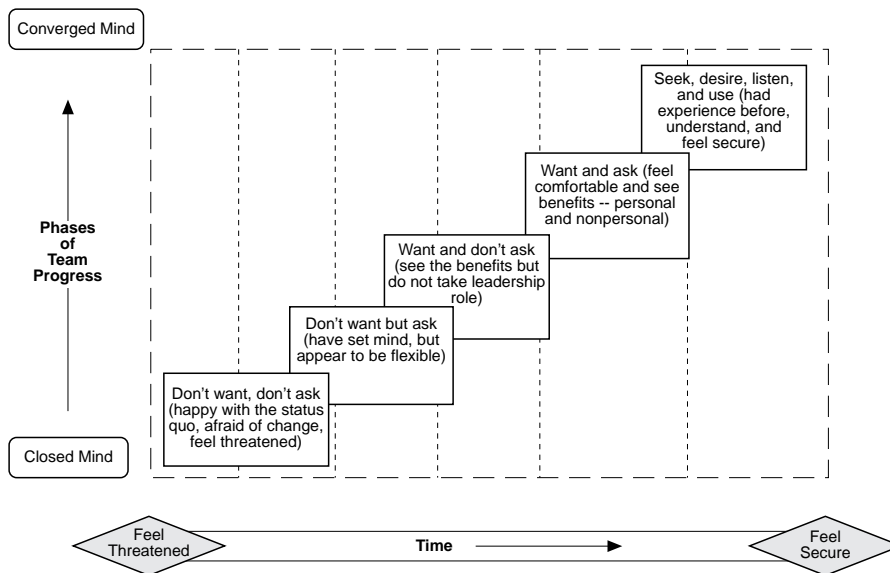 Converged Mind
Seek, desire, listen,
and use (had
experience before,
understand, and
feel secure)
Want and ask (feel
comfortable and see
benefits -- personal
and nonpersonal)
Phases
of
Team
Progress
Want and don't ask
(see the benefits but
do not take leadership
role)
Don't want but ask
(have set mind, but
appear to be flexible)
Don't want, don't ask
(happy with the status
quo, afraid of change,
feel threatened)
Closed Mind
Feel
Threatened
Time
Feel
Secure